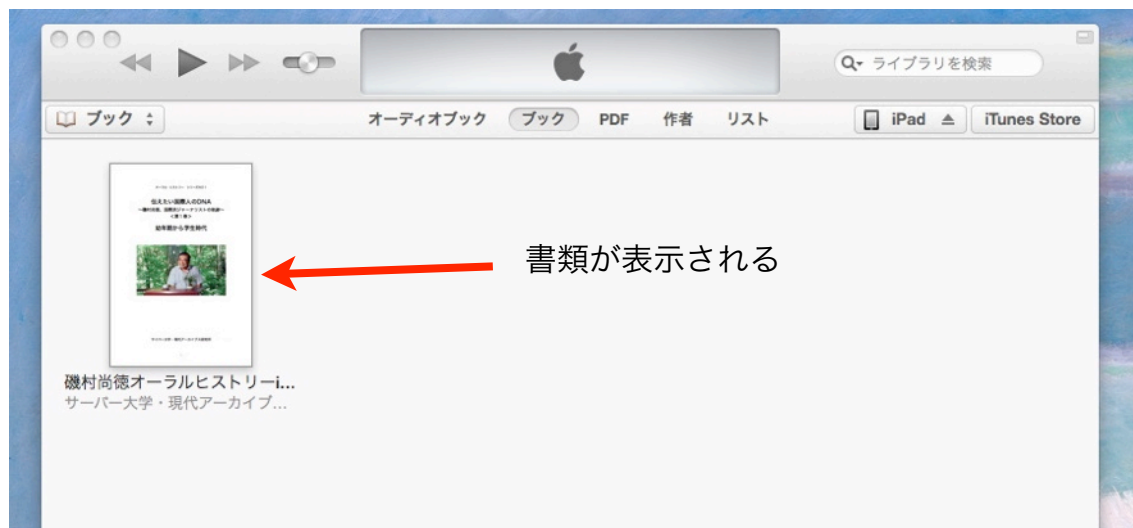 ライブラリを検索
ブック
オーディオブック ブック PDF 作者 リスト
iPad
iTunes Store
伝えたい国際人のDNA
<第1巻>
幼年期から学生時代
書類が表示される
磯村尚徳オーラルヒストリーi...
サーバー大学・現代アーカイブ...